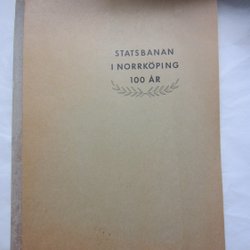 STATSBANAN
I NORRKÖPING
100 ÅR